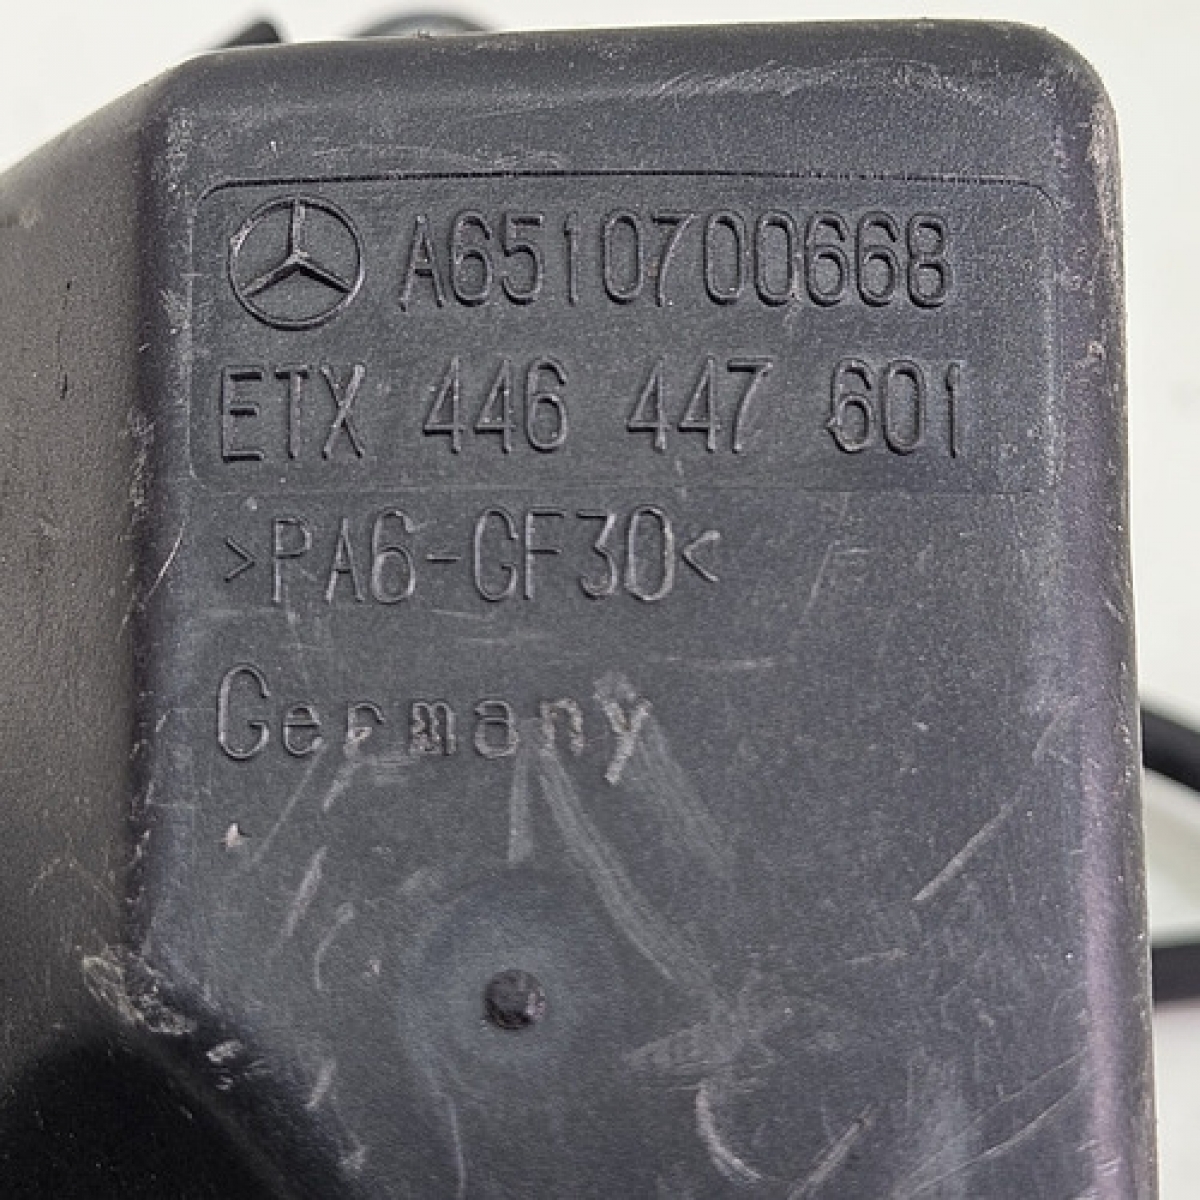 A6510700668
ETX 446 447 601
>PA6-GF30<
Germany